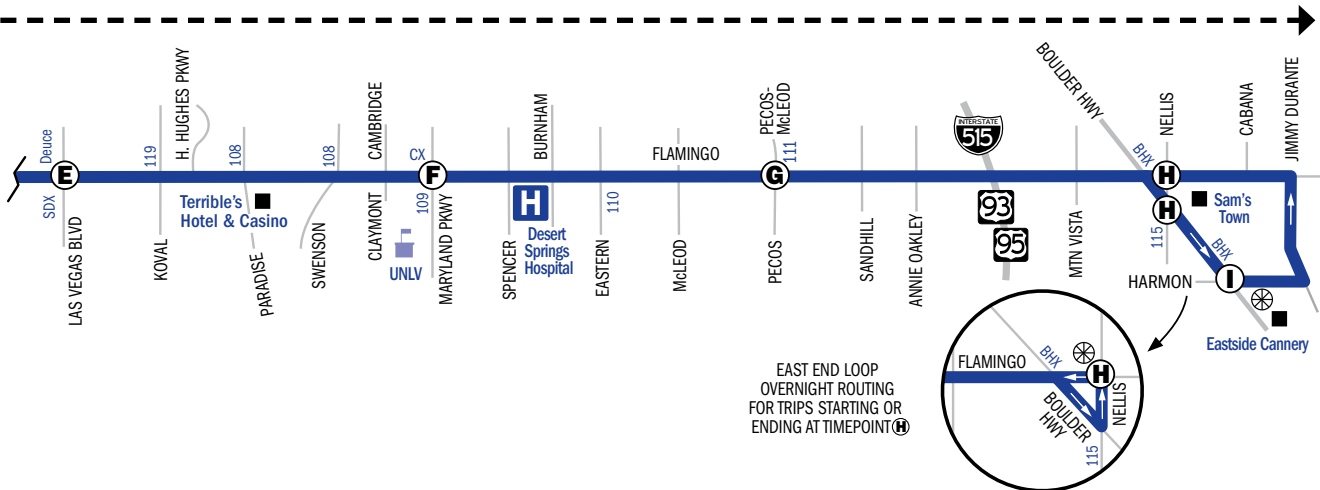 Deuce
E
SDX
LAS VEGAS BLVD
119
KOVAL
H. HUGHES PKWY
108
Terrible's
Hotel & Casino
PARADISE
108
SWENSON
CAMBRIDGE
CLAYMONT
UNLV
CX
F
109
MARYLAND PKWY
SPENCER
H
Desert
Springs
Hospital
BURNHAM
110
EASTERN
FLAMINGO
McLEOD
PECOS-
McLEOD
111
G
PECOS
SANDHILL
ANNIE OAKLEY
INTERSTATE
515
93
95
MTN VISTA
BOULDER HWY
BHX
NELLIS
H
H
115
Sam's
Town
BHX
CABANA
JIMMY DURANTE
HARMON
I
Eastside Cannery
EAST END LOOP
OVERNIGHT ROUTING
FOR TRIPS STARTING OR
ENDING AT TIMEPOINT H
FLAMINGO
BHX
H
NELLIS
BOULDER
HWY
115